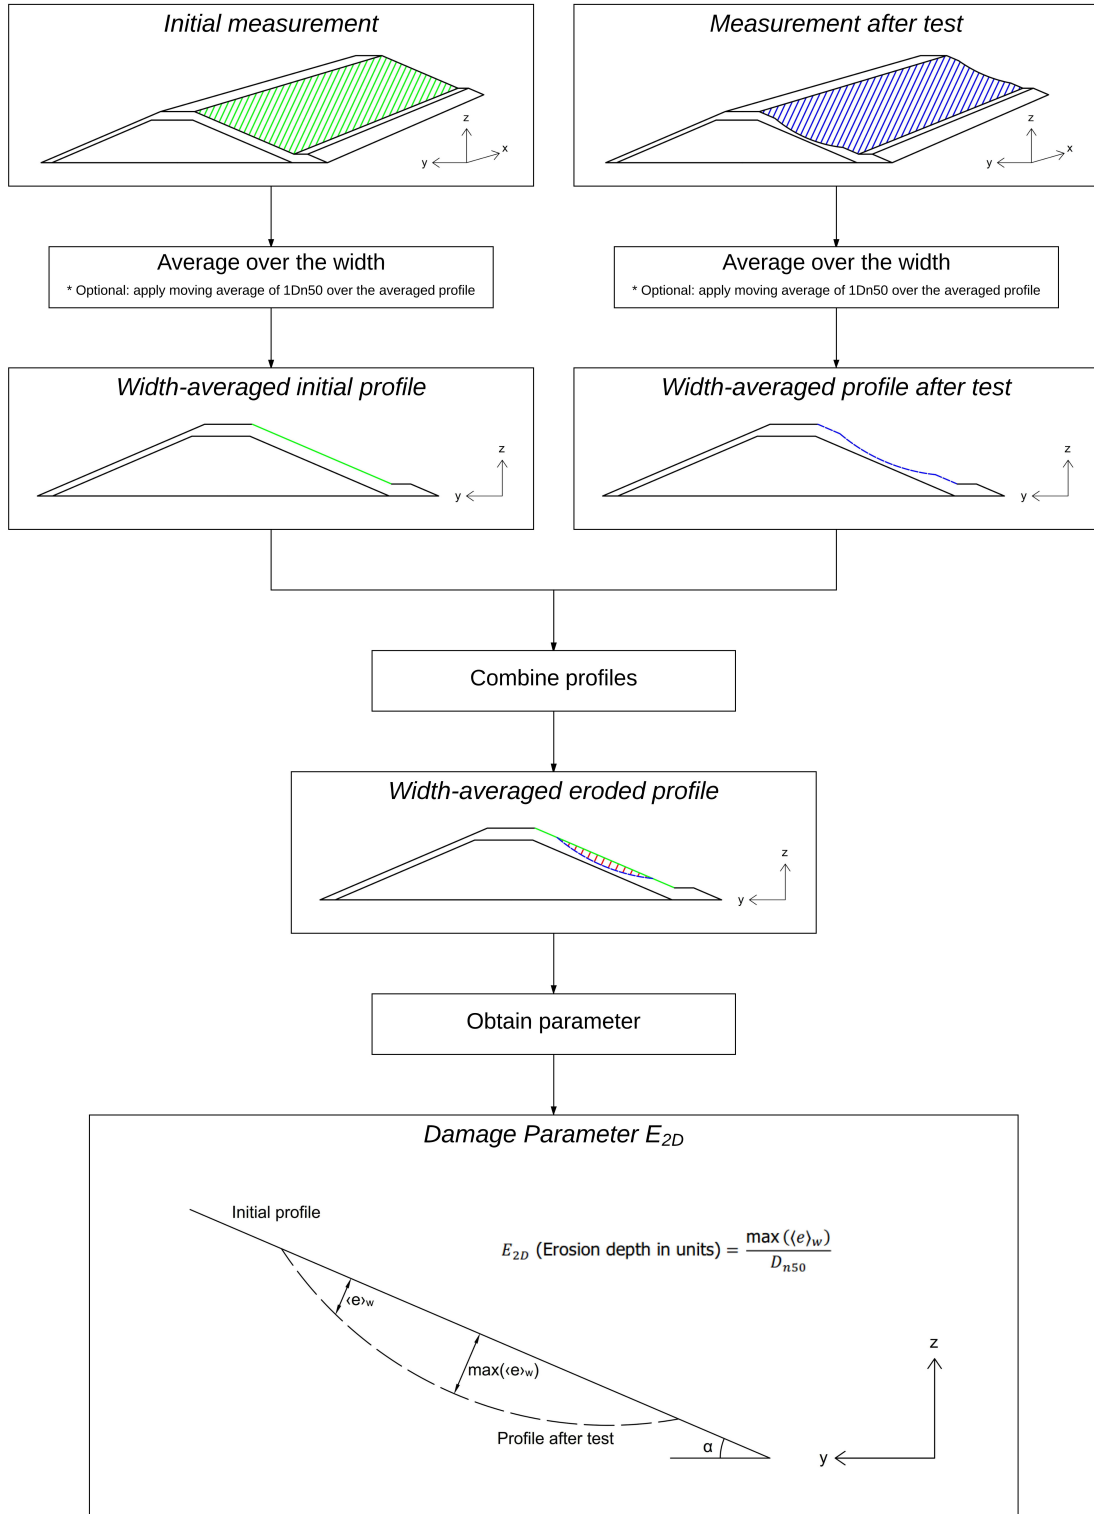 Initial measurement
z
x
y
Measurement after test
z
x
y
Average over the width
* Optional: apply moving average of 1Dn50 over the averaged profile
Average over the width
* Optional: apply moving average of 1Dn50 over the averaged profile
Width-averaged initial profile
z
y
Width-averaged profile after test
z
y
Combine profiles
Width-averaged eroded profile
z
y
Obtain parameter
Damage Parameter E2D
Initial profile
E2D (Erosion depth in units) = max (⟨e⟩w) / Dn50
‹e›w
max(‹e›w)
Profile after test
α
z
y